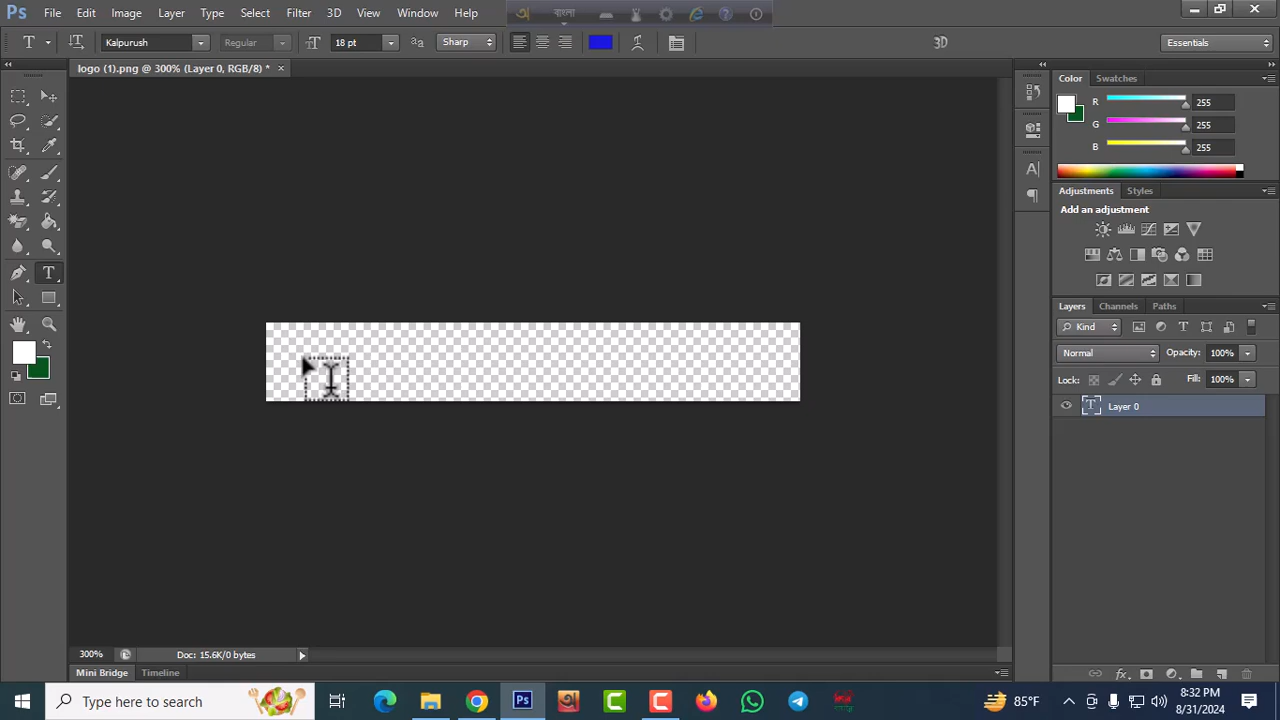 Ps File Edit Image Layer Type Select Filter 3D View Window Help বাংলা
T Kalpurush Regular 18 pt Sharp 3D Essentials
logo (1).png @ 300% (Layer 0, RGB/8) *
Color Swatches
R 255
G 255
B 255
Adjustments Styles
Add an adjustment
Layers Channels Paths
Kind
Normal Opacity: 100%
Lock: Fill: 100%
T Layer 0
300% Doc: 15.6K/0 bytes
Mini Bridge Timeline
Type here to search Ps 85°F 8:32 PM
8/31/2024